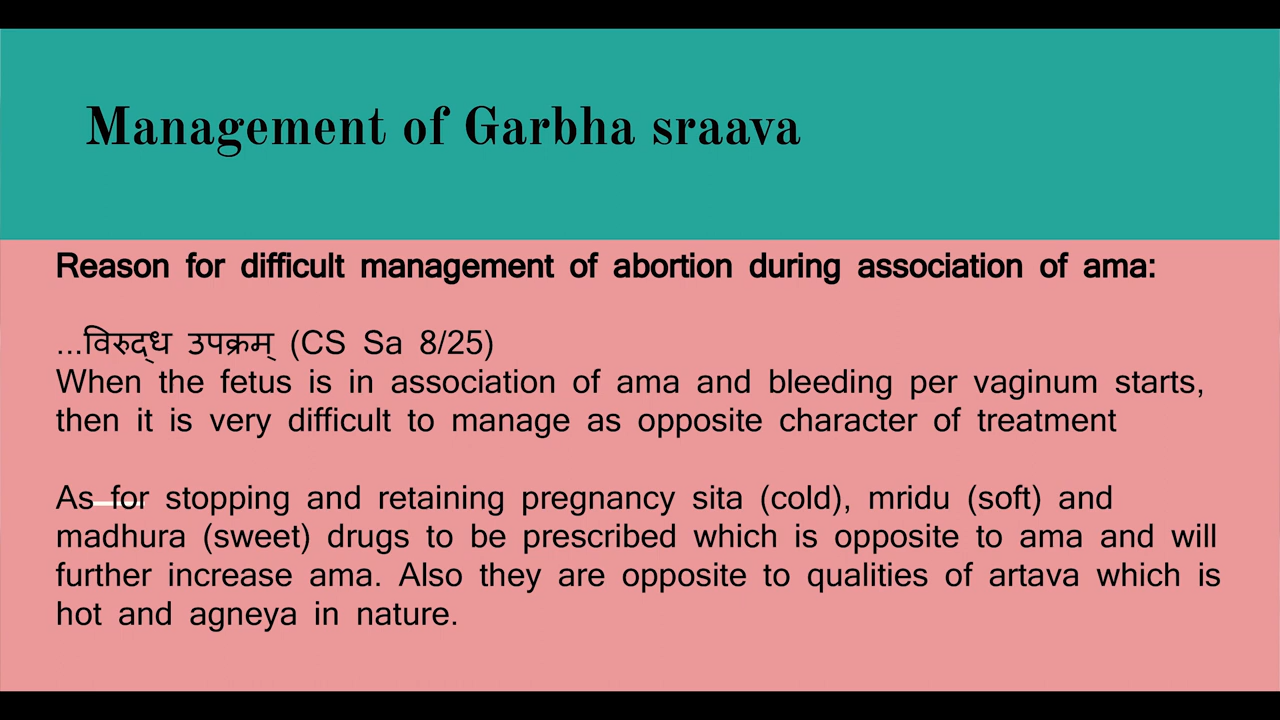 Management of Garbha sraava
Reason for difficult management of abortion during association of ama:
...विरुद्ध उपक्रम् (CS Sa 8/25)
When the fetus is in association of ama and bleeding per vaginum starts,
then it is very difficult to manage as opposite character of treatment
As for stopping and retaining pregnancy sita (cold), mridu (soft) and
madhura (sweet) drugs to be prescribed which is opposite to ama and will
further increase ama. Also they are opposite to qualities of artava which is
hot and agneya in nature.